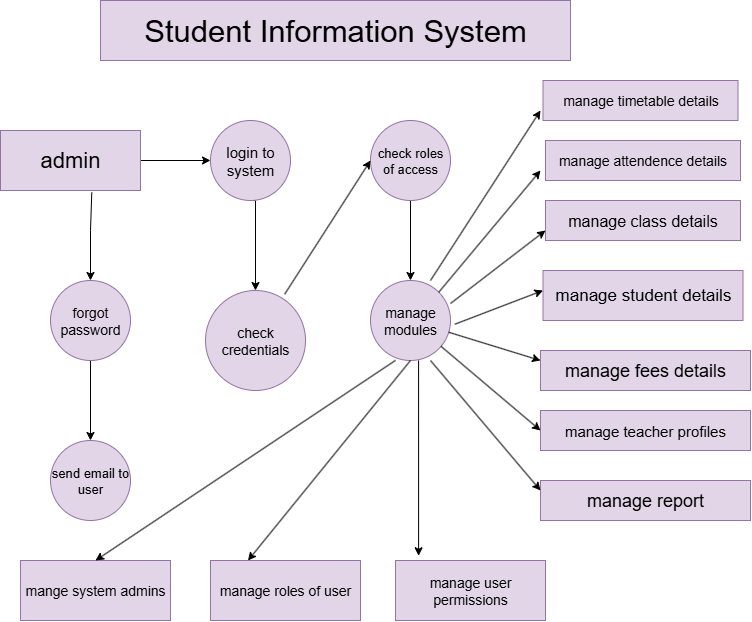 Student Information System
admin
login to
system
check roles
of access
manage timetable details
manage attendence details
manage class details
manage student details
forgot
password
check
credentials
manage
modules
manage fees details
manage teacher profiles
send email to
user
manage report
mange system admins
manage roles of user
manage user
permissions